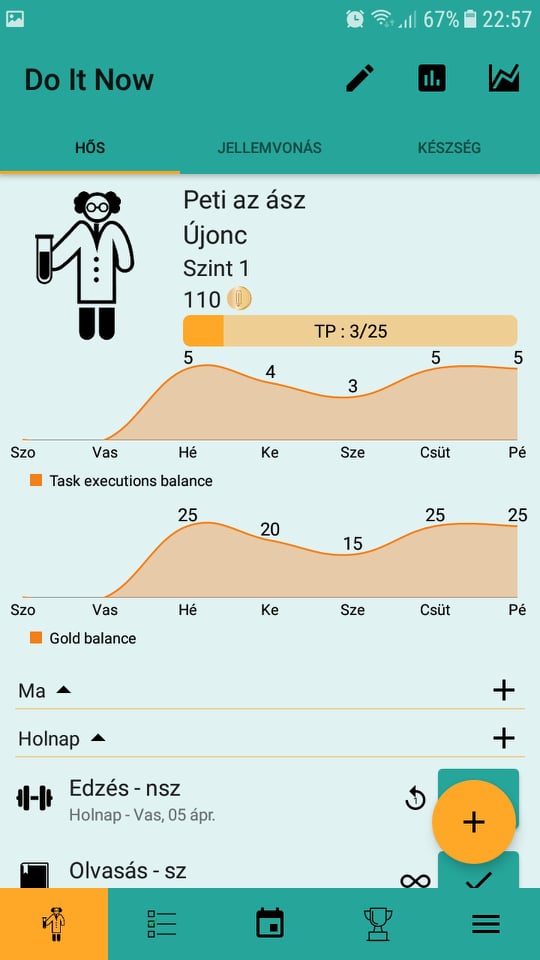 67% 22:57
Do It Now
HŐS JELLEMVONÁS KÉSZSÉG
Peti az ász
Újonc
Szint 1
110
TP : 3/25
5 4 3 5 5
Szo Vas Hé Ke Sze Csüt Pé
Task executions balance
25 20 15 25 25
Szo Vas Hé Ke Sze Csüt Pé
Gold balance
Ma
Holnap
Edzés - nsz
1
Holnap - Vas, 05 ápr.
Olvasás - sz